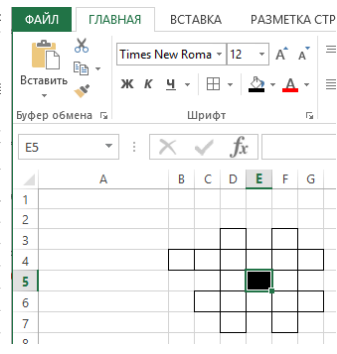 ФАЙЛ ГЛАВНАЯ ВСТАВКА РАЗМЕТКА СТР
Times New Roma 12 A A
Вставить Ж К Ч A
Буфер обмена Шрифт
E5 fx
A B C D E F G
1
2
3
4
5
6
7
8